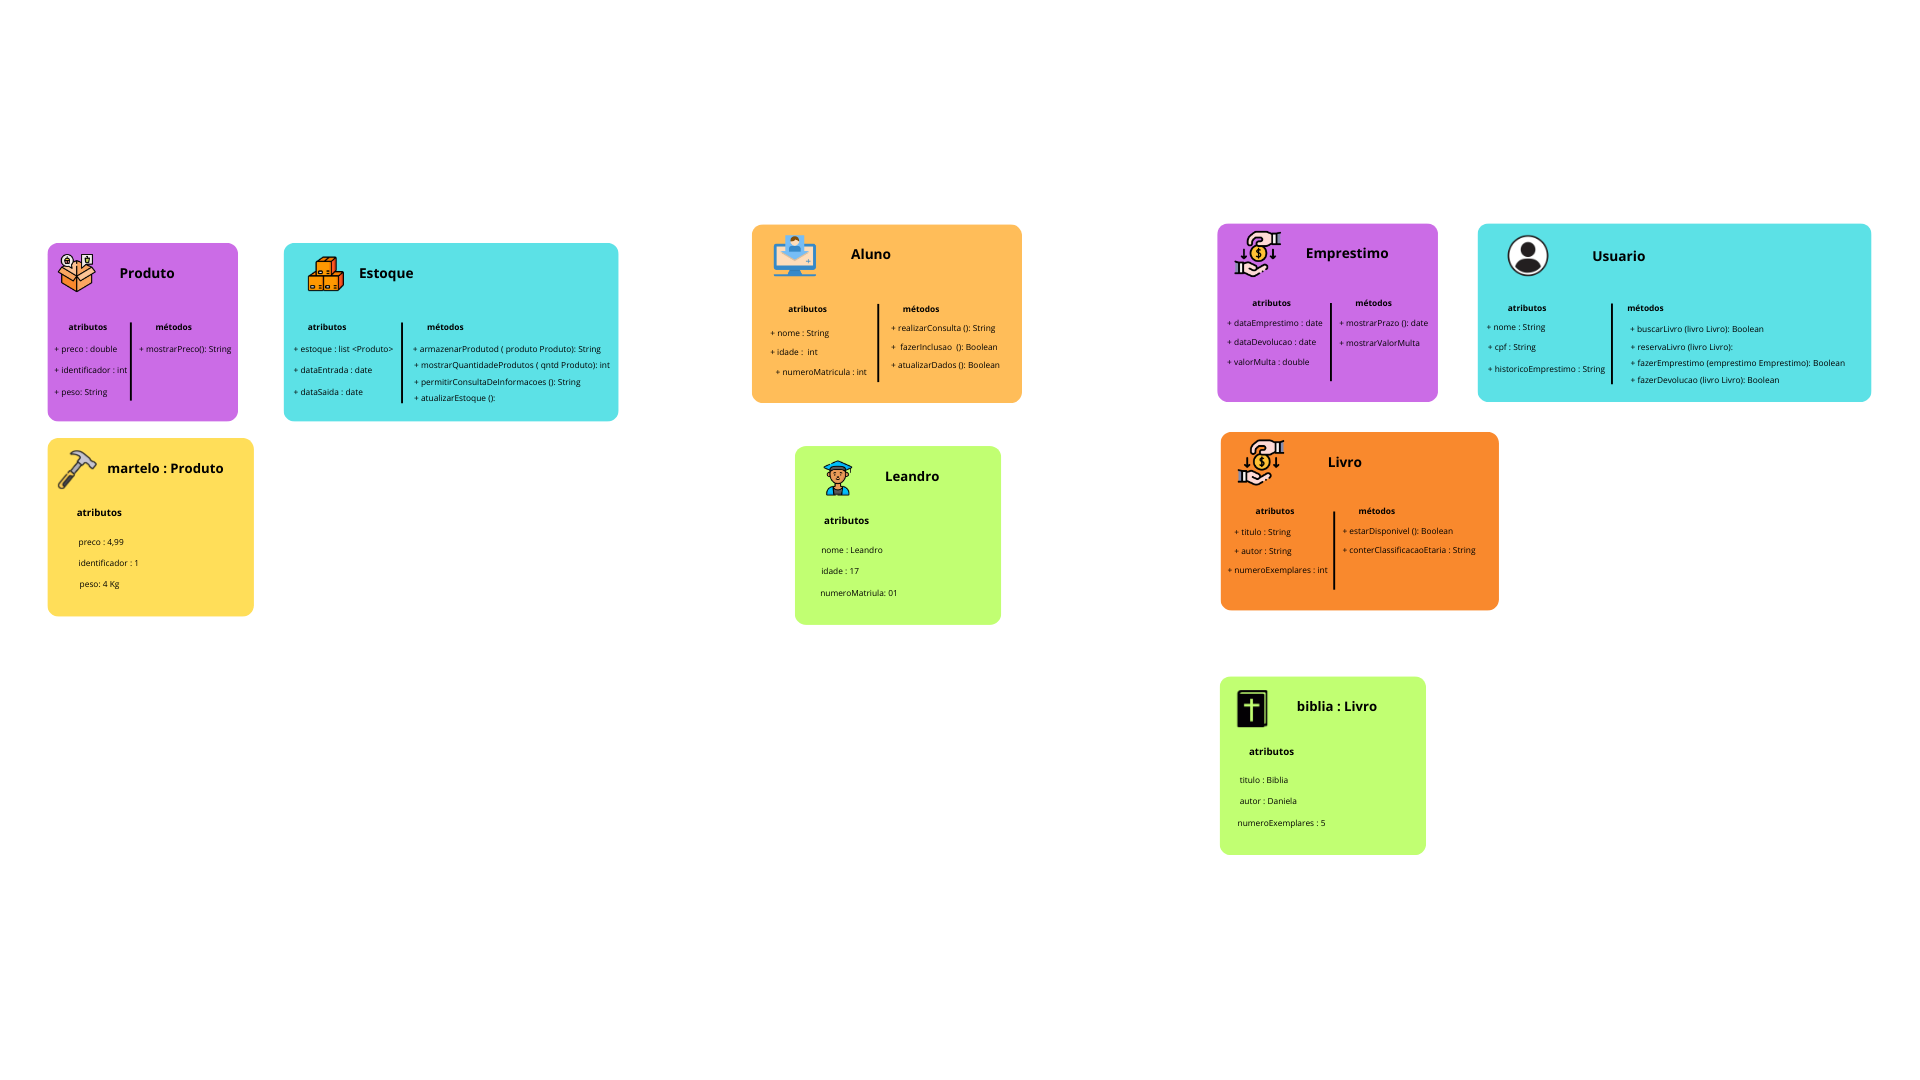 Produto
atributos
métodos
+ preco : double
+ mostrarPreco(): String
+ identificador : int
+ peso: String
Estoque
atributos
métodos
+ estoque : list <Produto>
+ armazenarProdutod ( produto Produto): String
+ mostrarQuantidadeProdutos ( qntd Produto): int
+ dataEntrada : date
+ permitirConsultaDeInformacoes (): String
+ dataSaida : date
+ atualizarEstoque ():
martelo : Produto
atributos
preco : 4,99
identificador : 1
peso: 4 Kg
Aluno
atributos
métodos
+ nome : String
+ realizarConsulta (): String
+ idade : int
+ fazerInclusao (): Boolean
+ numeroMatricula : int
+ atualizarDados (): Boolean
Leandro
atributos
nome : Leandro
idade : 17
numeroMatriula: 01
Emprestimo
atributos
métodos
+ dataEmprestimo : date
+ mostrarPrazo (): date
+ dataDevolucao : date
+ mostrarValorMulta
+ valorMulta : double
Usuario
atributos
métodos
+ nome : String
+ buscarLivro (livro Livro): Boolean
+ cpf : String
+ reservaLivro (livro Livro):
+ historicoEmprestimo : String
+ fazerEmprestimo (emprestimo Emprestimo): Boolean
+ fazerDevolucao (livro Livro): Boolean
Livro
atributos
métodos
+ titulo : String
+ estarDisponivel (): Boolean
+ autor : String
+ conterClassificacaoEtaria : String
+ numeroExemplares : int
biblia : Livro
atributos
titulo : Biblia
autor : Daniela
numeroExemplares : 5